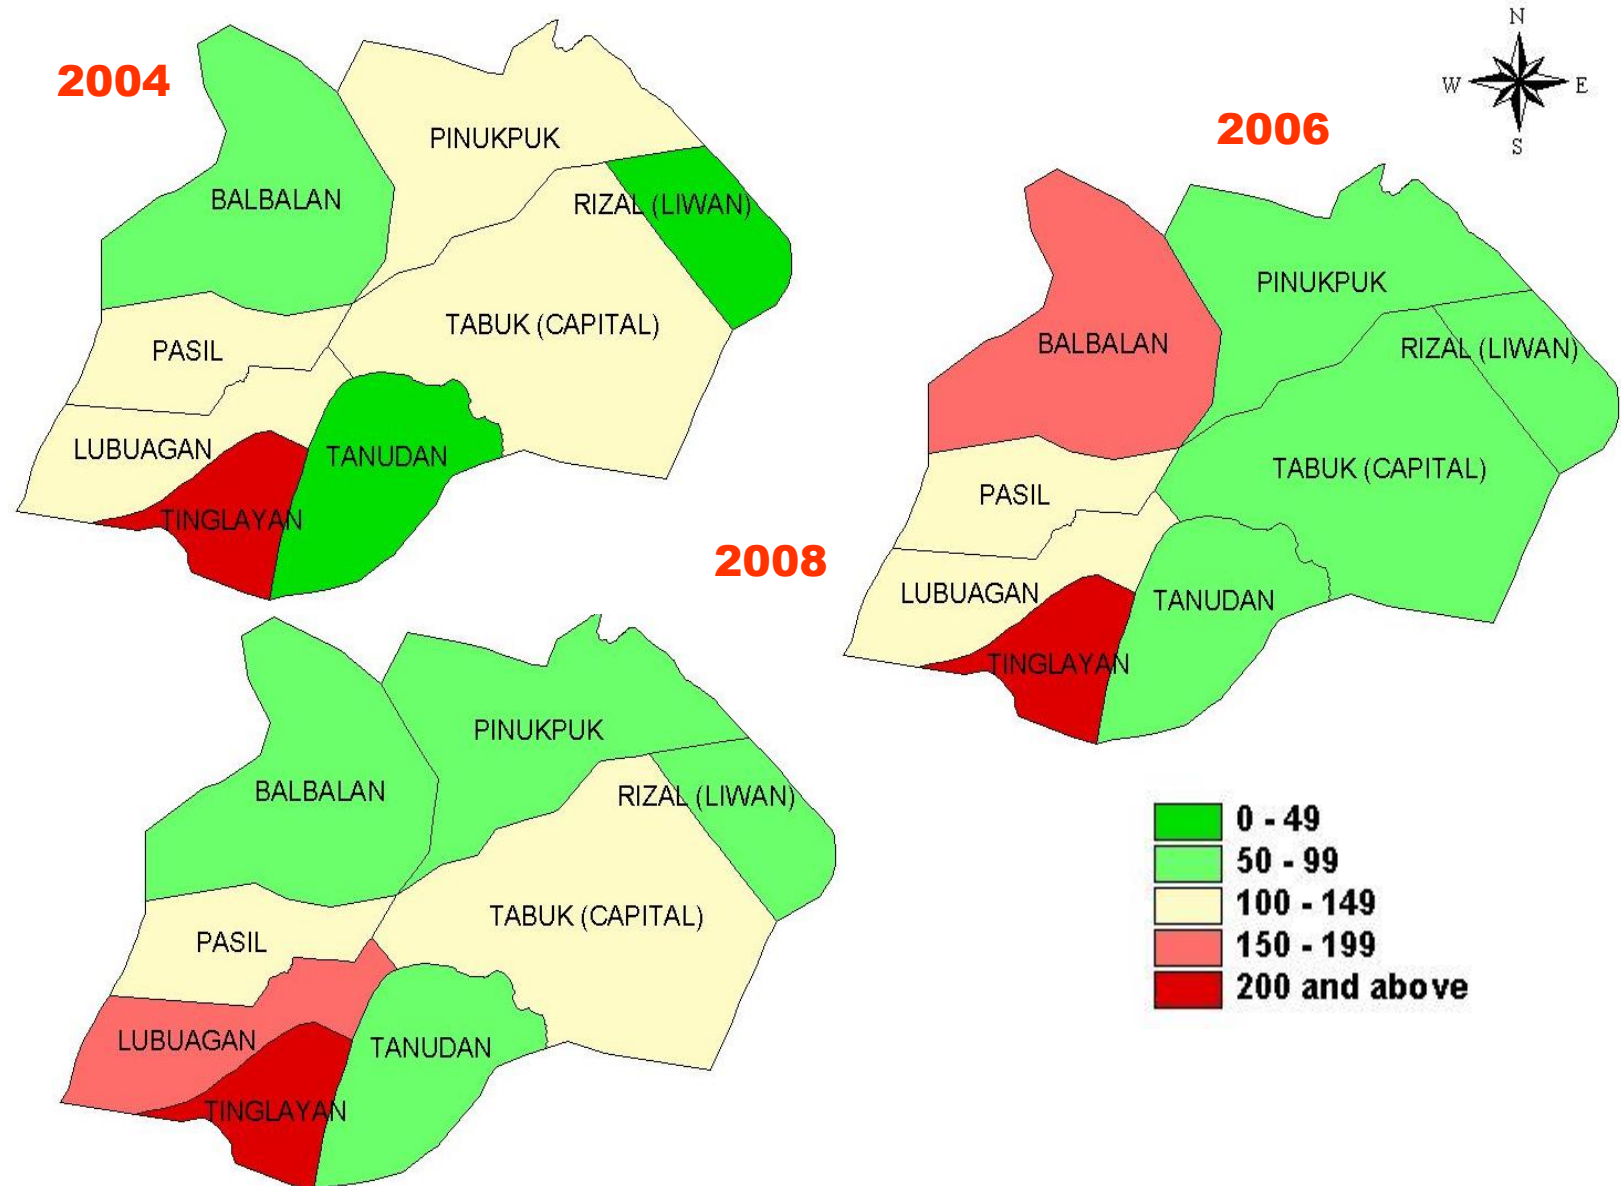 2004
PINUKPUK
BALBALAN
RIZAL (LIWAN)
TABUK (CAPITAL)
PASIL
LUBUAGAN
TANUDAN
TINGLAYAN
N
W
E
S
2006
PINUKPUK
BALBALAN
RIZAL (LIWAN)
TABUK (CAPITAL)
PASIL
LUBUAGAN
TANUDAN
TINGLAYAN
2008
PINUKPUK
BALBALAN
RIZAL (LIWAN)
TABUK (CAPITAL)
PASIL
LUBUAGAN
TANUDAN
TINGLAYAN
0 - 49
50 - 99
100 - 149
150 - 199
200 and above